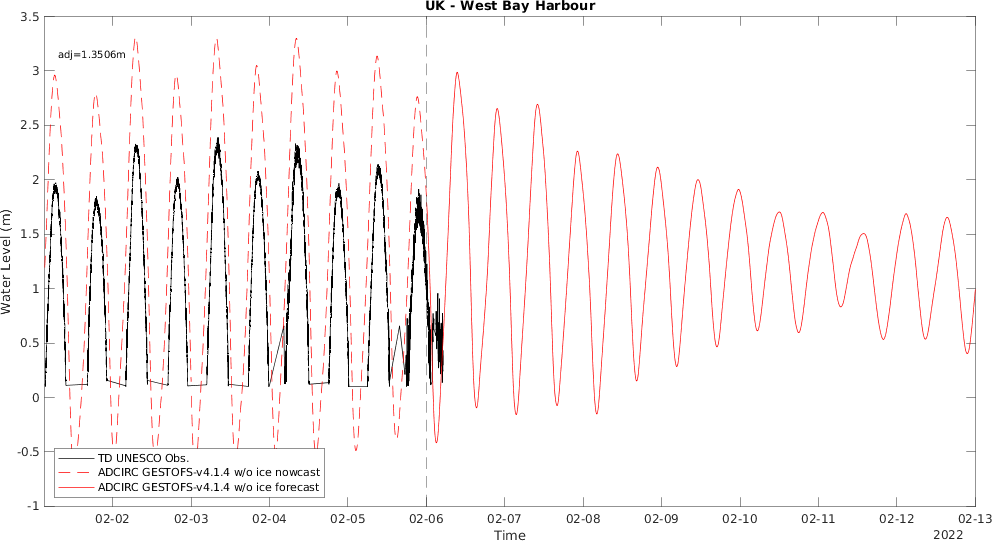 UK - West Bay Harbour
adj=1.3506m
3.5
3
2.5
2
1.5
1
0.5
0
-0.5
-1
Water Level (m)
TD UNESCO Obs.
ADCIRC GESTOFS-v4.1.4 w/o ice nowcast
ADCIRC GESTOFS-v4.1.4 w/o ice forecast
02-02 02-03 02-04 02-05 02-06 02-07 02-08 02-09 02-10 02-11 02-12 02-13
Time
2022